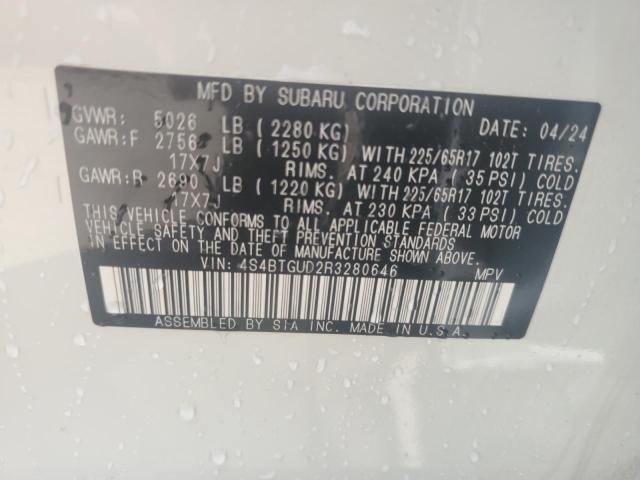 MFD BY SUBARU CORPORATION
GVWR: 5026 LB (2280 KG) DATE: 04/24
GAWR:F 2756 LB (1250 KG) WITH 225/65R17 102T TIRES.
17X7J RIMS. AT 240 KPA (35 PSI) COLD
GAWR:R 2690 LB (1220 KG) WITH 225/65R17 102T TIRES.
17X7J RIMS. AT 230 KPA (33 PSI) COLD
THIS VEHICLE CONFORMS TO ALL APPLICABLE FEDERAL MOTOR
VEHICLE SAFETY, BUMPER, AND THEFT PREVENTION
STANDARDS IN EFFECT ON THE
DATE OF MANUFACTURE SHOWN ABOVE.
VIN: 4S4BTGUD2R3280646 MPV
ASSEMBLED BY SIA INC. MADE IN U.S.A.